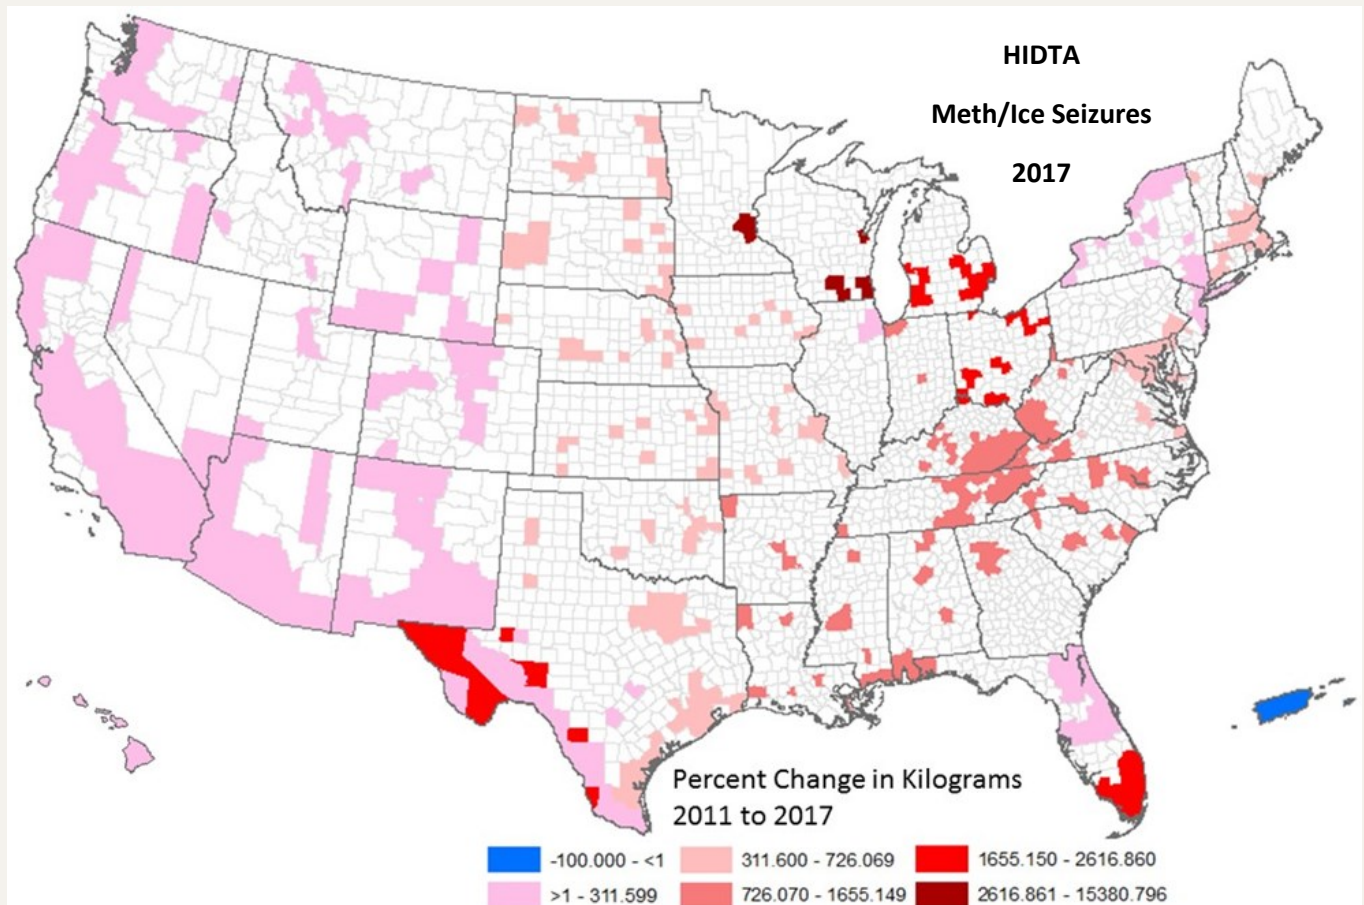 HIDTA
Meth/Ice Seizures
2017
Percent Change in Kilograms
2011 to 2017
-100.000 - <1
311.600 - 726.069
1655.150 - 2616.860
>1 - 311.599
726.070 - 1655.149
2616.861 - 15380.796